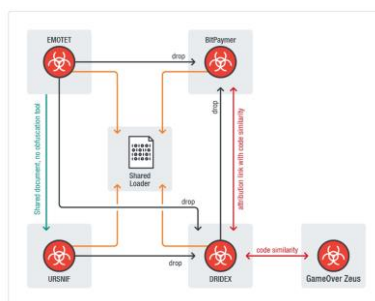 EMOTET
BitPaymer
drop
drop
Shared document, no obfuscation tool
attribution link with code similarity
Shared
Loader
drop
drop
code similarity
URSNIF
DRIDEX
GameOver Zeus